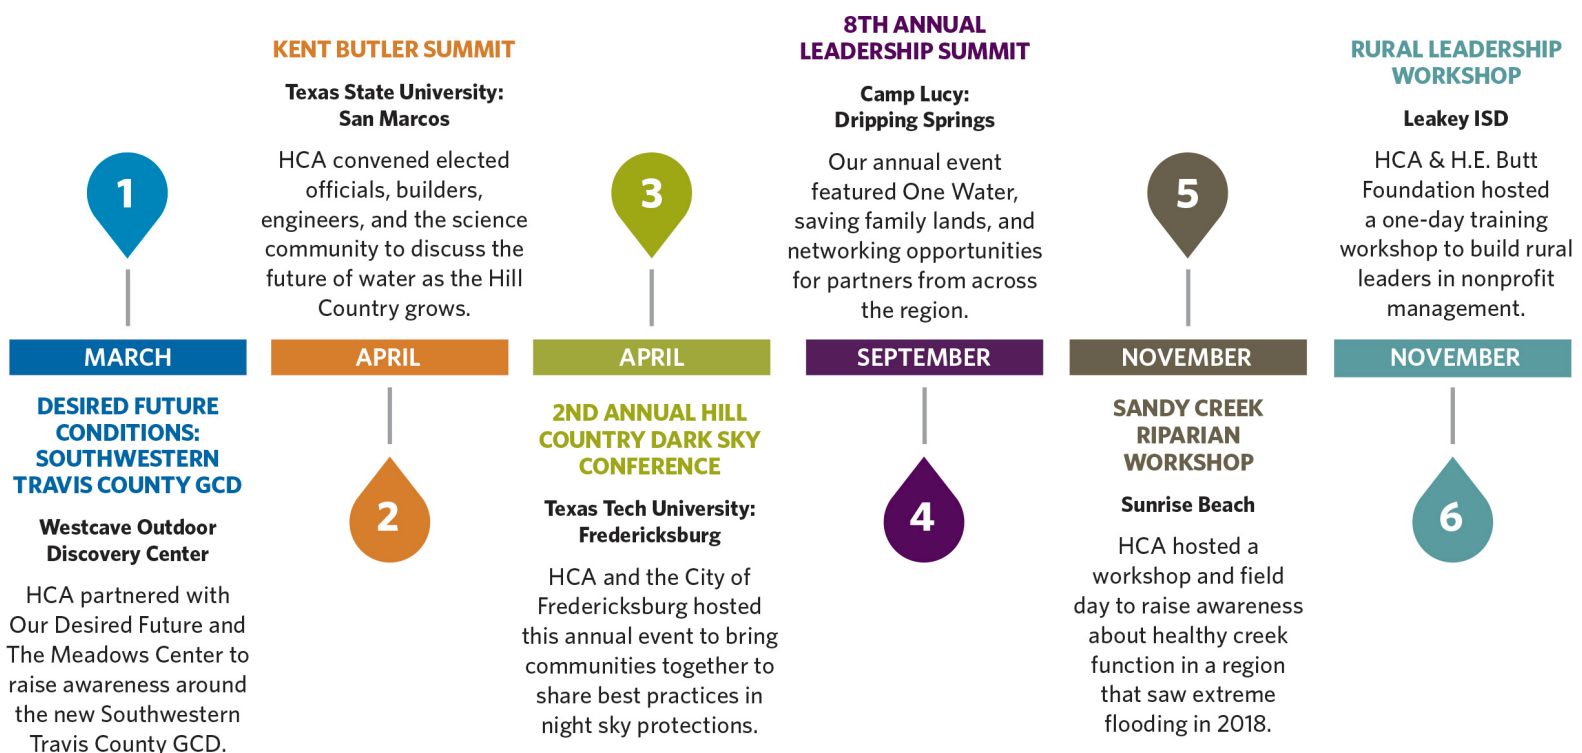 1
MARCH
DESIRED FUTURE
CONDITIONS:
SOUTHWESTERN
TRAVIS COUNTY GCD
Westcave Outdoor
Discovery Center
HCA partnered with
Our Desired Future and
The Meadows Center to
raise awareness around
the new Southwestern
Travis County GCD.
KENT BUTLER SUMMIT
Texas State University:
San Marcos
HCA convened elected
officials, builders,
engineers, and the science
community to discuss the
future of water as the Hill
Country grows.
APRIL
2
3
APRIL
2ND ANNUAL HILL
COUNTRY DARK SKY
CONFERENCE
Texas Tech University:
Fredericksburg
HCA and the City of
Fredericksburg hosted
this annual event to bring
communities together to
share best practices in
night sky protections.
8TH ANNUAL
LEADERSHIP SUMMIT
Camp Lucy:
Dripping Springs
Our annual event
featured One Water,
saving family lands, and
networking opportunities
for partners from across
the region.
SEPTEMBER
4
5
NOVEMBER
SANDY CREEK
RIPARIAN
WORKSHOP
Sunrise Beach
HCA hosted a
workshop and field
day to raise awareness
about healthy creek
function in a region
that saw extreme
flooding in 2018.
RURAL LEADERSHIP
WORKSHOP
Leakey ISD
HCA & H.E. Butt
Foundation hosted
a one-day training
workshop to build rural
leaders in nonprofit
management.
NOVEMBER
6